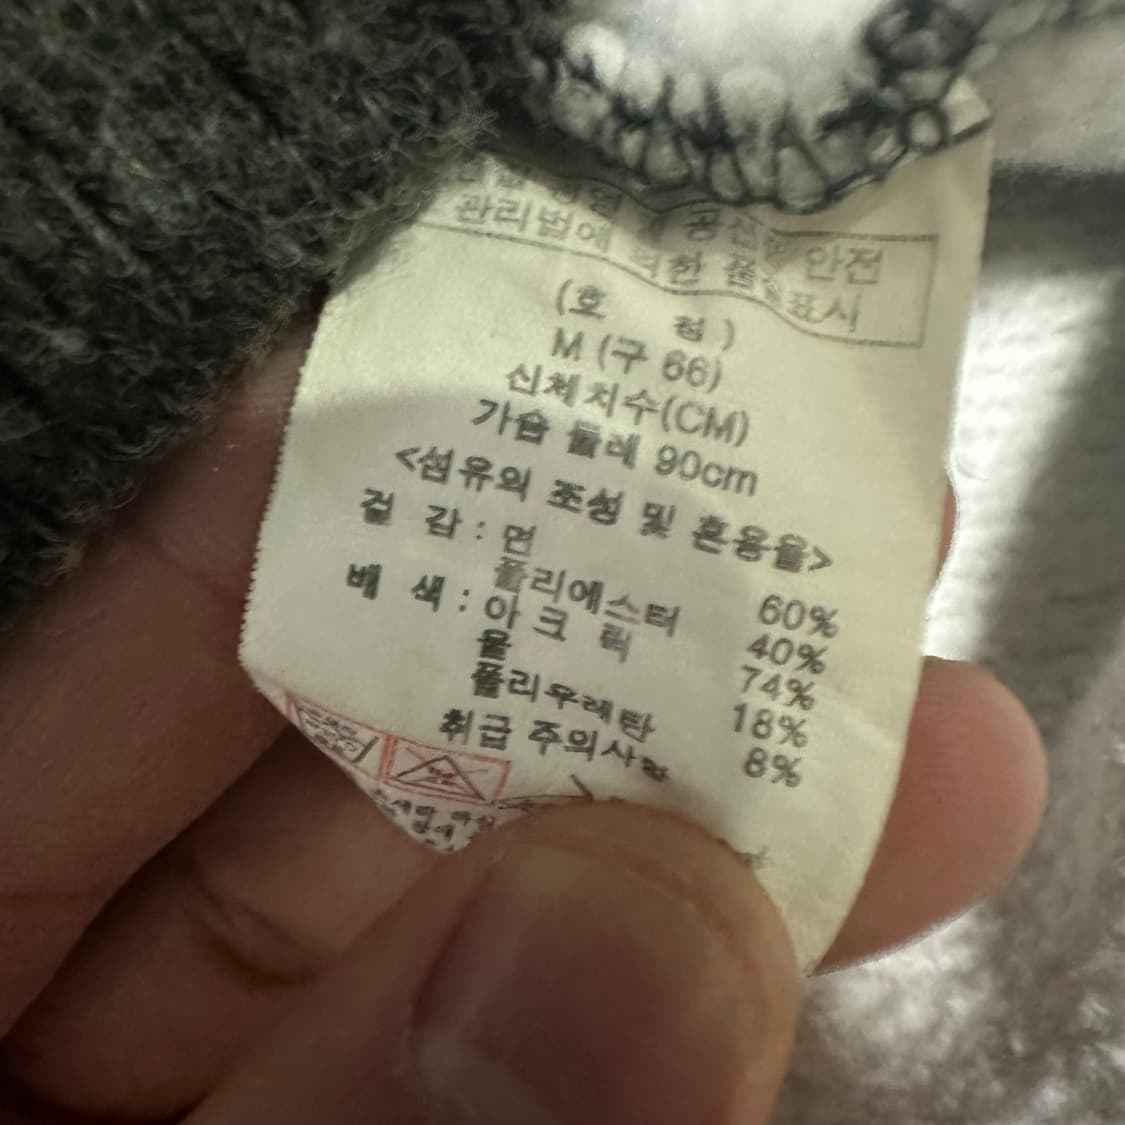 관리법에 의한 품질표시
(호 칭)
M (구 66)
신체치수(CM)
가슴 둘레 90cm
<섬유의 조성 및 혼용율>
겉 감 : 면 60%
폴리에스터 40%
배 색 : 아 크 릭 74%
울 18%
폴리우레탄 8%
취급 주의사항